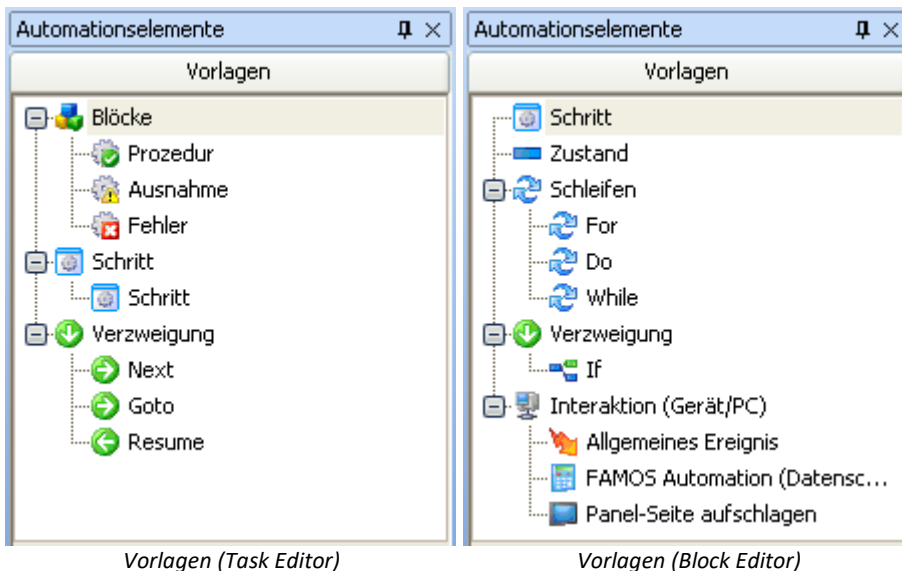 Automationselemente
Vorlagen
Blöcke
Prozedur
Ausnahme
Fehler
Schritt
Schritt
Verzweigung
Next
Goto
Resume
Vorlagen (Task Editor)
Automationselemente
Vorlagen
Schritt
Zustand
Schleifen
For
Do
While
Verzweigung
If
Interaktion (Gerät/PC)
Allgemeines Ereignis
FAMOS Automation (Datensc...
Panel-Seite aufschlagen
Vorlagen (Block Editor)